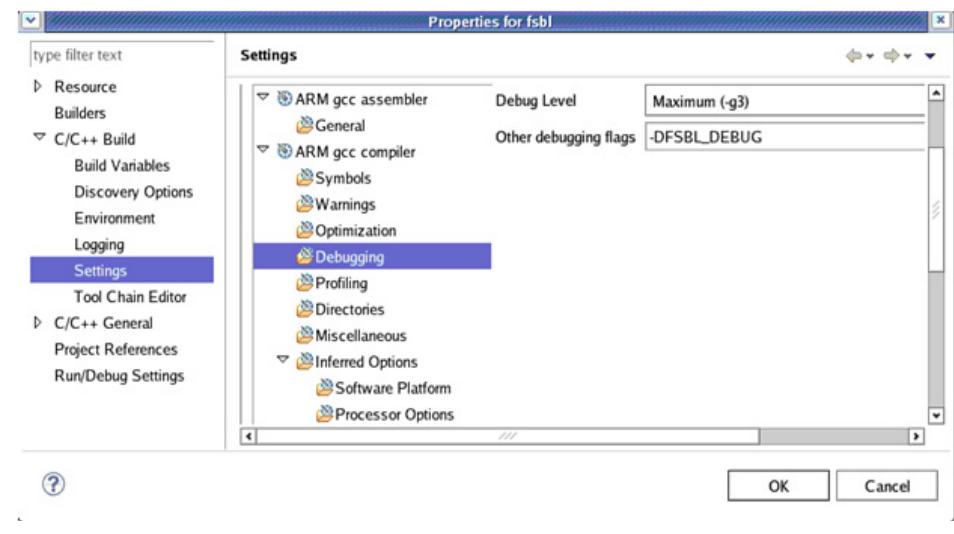 Properties for fsbl
type filter text
Resource
Builders
C/C++ Build
Build Variables
Discovery Options
Environment
Logging
Settings
Tool Chain Editor
C/C++ General
Project References
Run/Debug Settings
Settings
ARM gcc assembler
General
ARM gcc compiler
Symbols
Warnings
Optimization
Debugging
Profiling
Directories
Miscellaneous
Inferred Options
Software Platform
Processor Options
Debug Level
Maximum (-g3)
Other debugging flags
-DFSBL_DEBUG
?
OK
Cancel